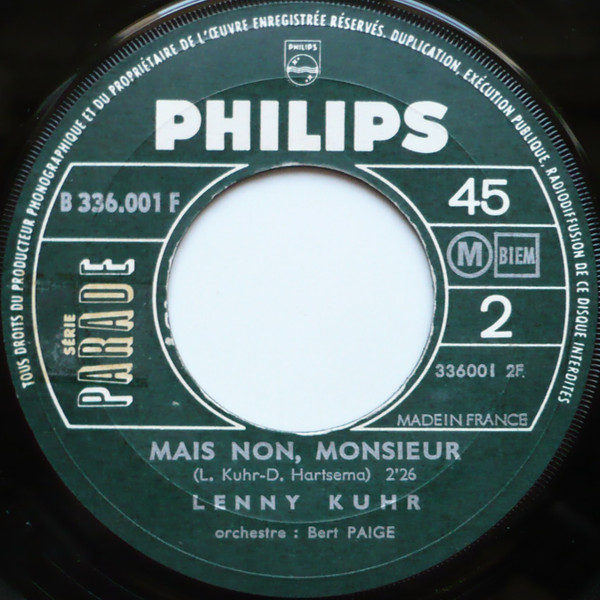 TOUS DROITS DU PRODUCTEUR PHONOGRAPHIQUE ET DU PROPRIÉTAIRE DE L'ŒUVRE ENREGISTRÉE RÉSERVÉS. DUPLICATION, EXÉCUTION PUBLIQUE, RADIODIFFUSION DE CE DISQUE INTERDITES
PHILIPS
PHILIPS
B 336.001 F
45
M BIEM
SÉRIE
PARADE
2
336001 2F.
MADE IN FRANCE
MAIS NON, MONSIEUR
(L. Kuhr-D. Hartsema) 2'26
LENNY KUHR
orchestre : Bert PAIGE